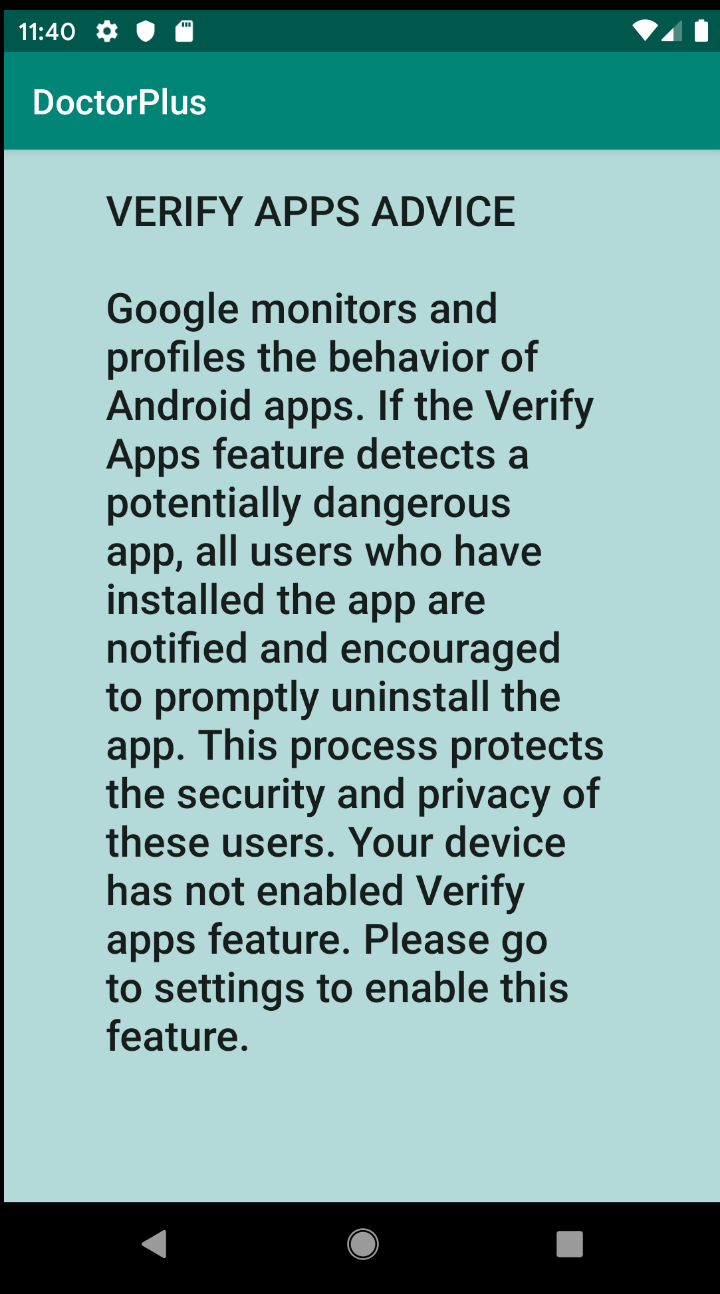 11:40
DoctorPlus
VERIFY APPS ADVICE
Google monitors and
profiles the behavior of
Android apps. If the Verify
Apps feature detects a
potentially dangerous
app, all users who have
installed the app are
notified and encouraged
to promptly uninstall the
app. This process protects
the security and privacy of
these users. Your device
has not enabled Verify
apps feature. Please go
to settings to enable this
feature.